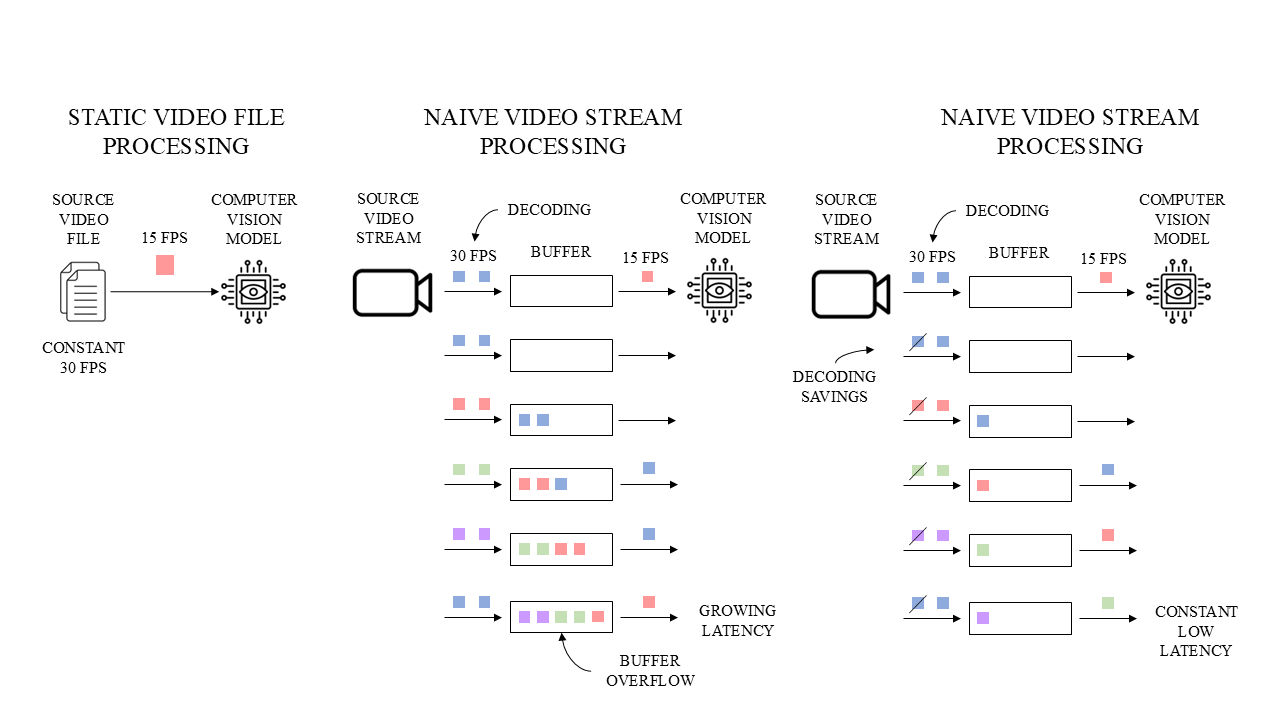 STATIC VIDEO FILE
PROCESSING
SOURCE
VIDEO
FILE
15 FPS
COMPUTER
VISION
MODEL
CONSTANT
30 FPS
NAIVE VIDEO STREAM
PROCESSING
SOURCE
VIDEO
STREAM
DECODING
30 FPS
BUFFER
15 FPS
COMPUTER
VISION
MODEL
GROWING
LATENCY
BUFFER
OVERFLOW
NAIVE VIDEO STREAM
PROCESSING
SOURCE
VIDEO
STREAM
DECODING
30 FPS
BUFFER
15 FPS
COMPUTER
VISION
MODEL
DECODING
SAVINGS
CONSTANT
LOW
LATENCY